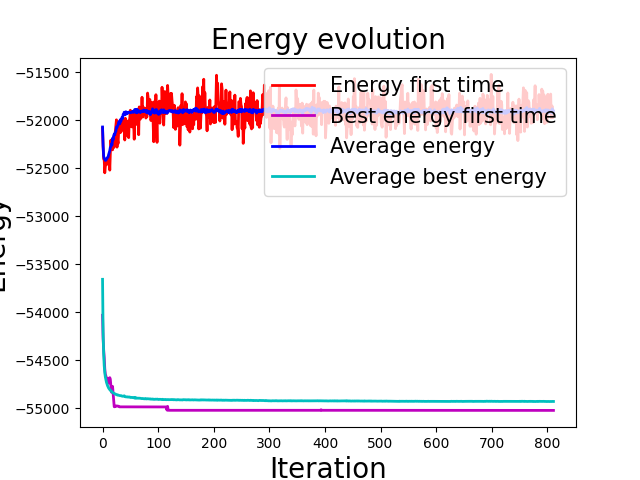 Energy evolution
Energy
−51500
−52000
−52500
−53000
−53500
−54000
−54500
−55000
Energy first time
Best energy first time
Average energy
Average best energy
0 100 200 300 400 500 600 700 800
Iteration